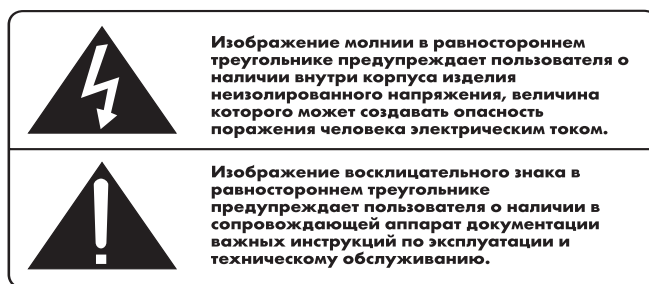 Изображение молнии в равностороннем
треугольнике предупреждает пользователя о
наличии внутри корпуса изделия
неизолированного напряжения, величина
которого может создавать опасность
поражения человека электрическим током.
Изображение восклицательного знака в
равностороннем треугольнике
предупреждает пользователя о наличии в
сопровождающей аппарат документации
важных инструкций по эксплуатации и
техническому обслуживанию.